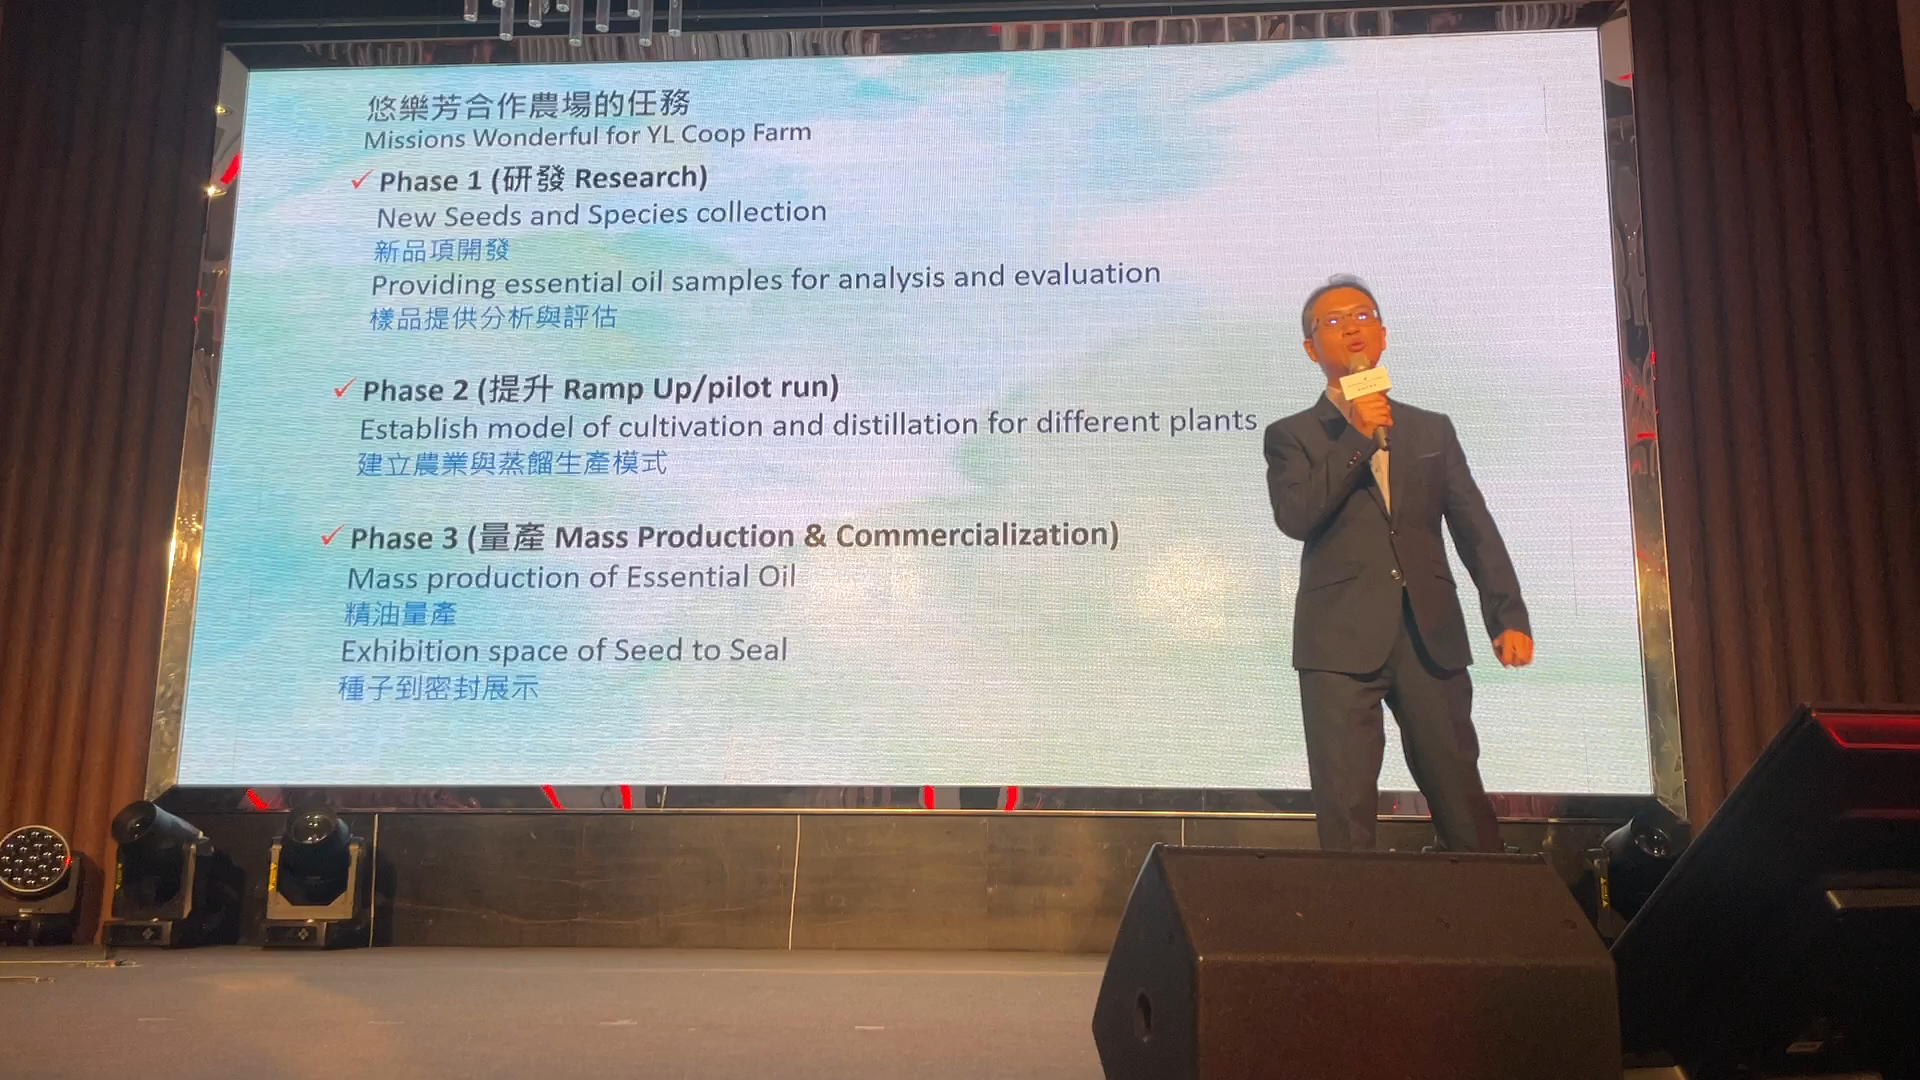 悠樂芳合作農場的任務
Missions Wonderful for YL Coop Farm
✓ Phase 1 (研發 Research)
New Seeds and Species collection
新品項開發
Providing essential oil samples for analysis and evaluation
樣品提供分析與評估
✓ Phase 2 (提升 Ramp Up/pilot run)
Establish model of cultivation and distillation for different plants
建立農業與蒸餾生產模式
✓ Phase 3 (量產 Mass Production & Commercialization)
Mass production of Essential Oil
精油量產
Exhibition space of Seed to Seal
種子到密封展示